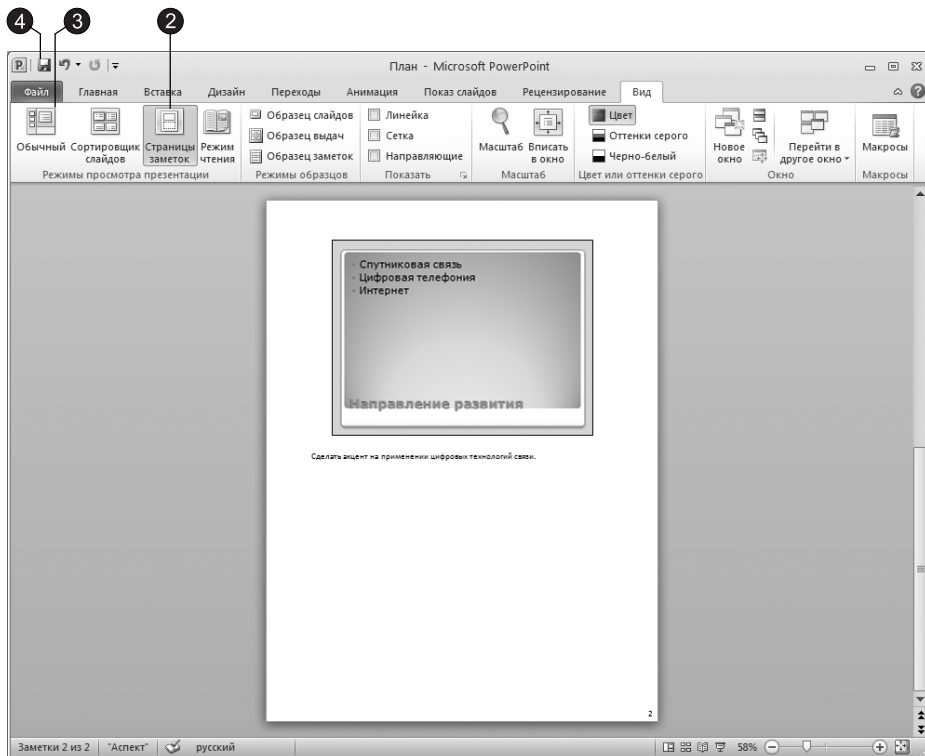 4 3 2
План - Microsoft PowerPoint
Файл Главная Вставка Дизайн Переходы Анимация Показ слайдов Рецензирование Вид
Обычный Сортировщик слайдов Страницы заметок Режим чтения
Режимы просмотра презентации
Образец слайдов
Образец выдач
Образец заметок
Режимы образцов
Линейка
Сетка
Направляющие
Показать
Масштаб Вписать в окно
Масштаб
Цвет
Оттенки серого
Черно-белый
Цвет или оттенки серого
Новое окно Перейти в другое окно
Окно
Макросы
Макросы
Спутниковая связь
Цифровая телефония
Интернет
Направление развития
Сделать акцент на применении цифровых технологий связи.
2
Заметки 2 из 2 "Аспект" русский 58%